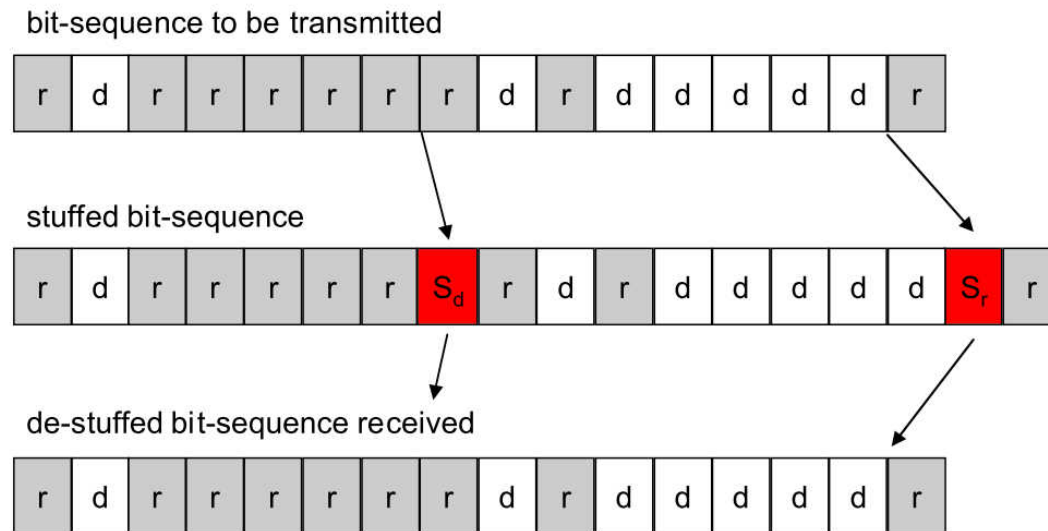 bit-sequence to be transmitted
r d r r r r r r d r d d d d d r
stuffed bit-sequence
r d r r r r r Sd r d r d d d d d Sr r
de-stuffed bit-sequence received
r d r r r r r r d r d d d d d r